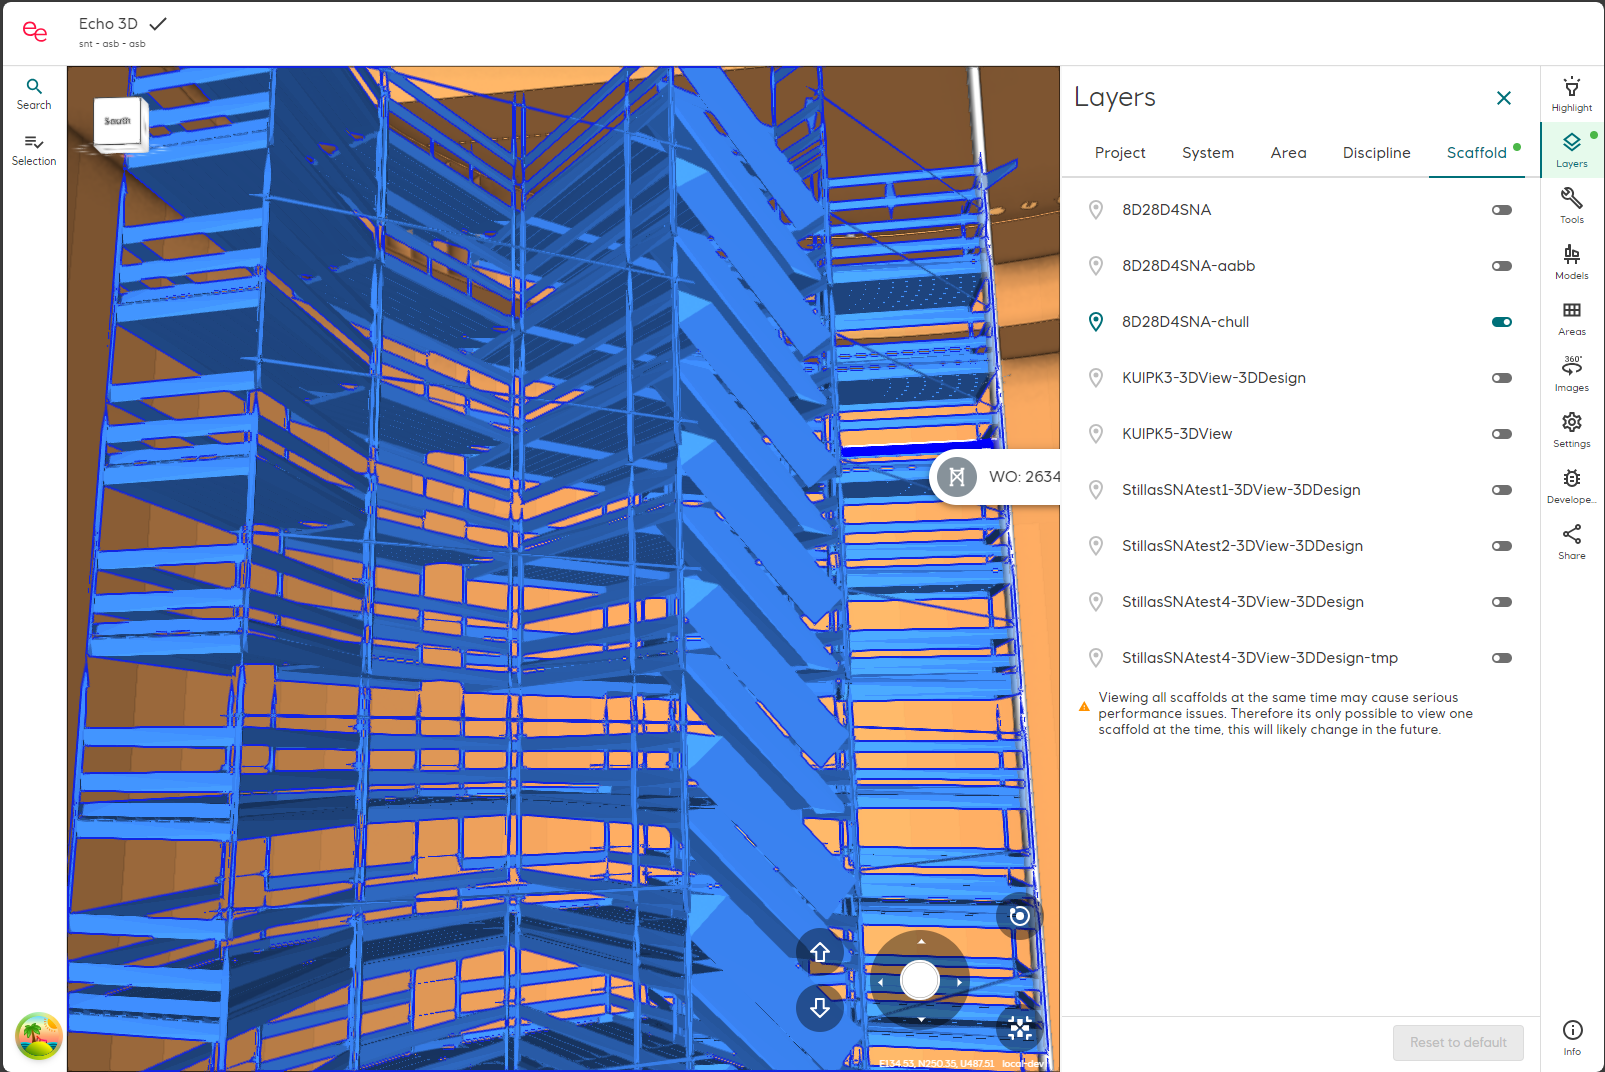 Echo 3D
snt - asb - asb
Search
Selection
South
WO: 2634
E134.53, N250.35, U487.51 local-dev
Layers
Project System Area Discipline Scaffold
8D28D4SNA
8D28D4SNA-aabb
8D28D4SNA-chull
KUIPK3-3DView-3DDesign
KUIPK5-3DView
StillasSNAtest1-3DView-3DDesign
StillasSNAtest2-3DView-3DDesign
StillasSNAtest4-3DView-3DDesign
StillasSNAtest4-3DView-3DDesign-tmp
Viewing all scaffolds at the same time may cause serious
performance issues. Therefore its only possible to view one
scaffold at the time, this will likely change in the future.
Reset to default
Highlight
Layers
Tools
Models
Areas
360°
Images
Settings
Develope...
Share
Info